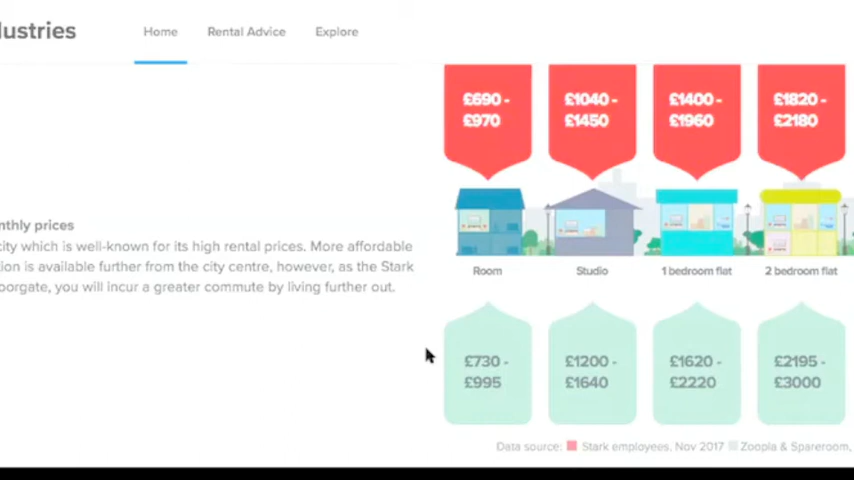 lustries
Home Rental Advice Explore
£690 - £1040 - £1400 - £1820 -
£970 £1450 £1960 £2180
nthly prices
city which is well-known for its high rental prices. More affordable
tion is available further from the city centre, however, as the Stark
oorgate, you will incur a greater commute by living further out.
Room Studio 1 bedroom flat 2 bedroom flat
£730 - £1200 - £1620 - £2195 -
£995 £1640 £2220 £3000
Data source: Stark employees, Nov 2017 Zoopla & Spareroom,